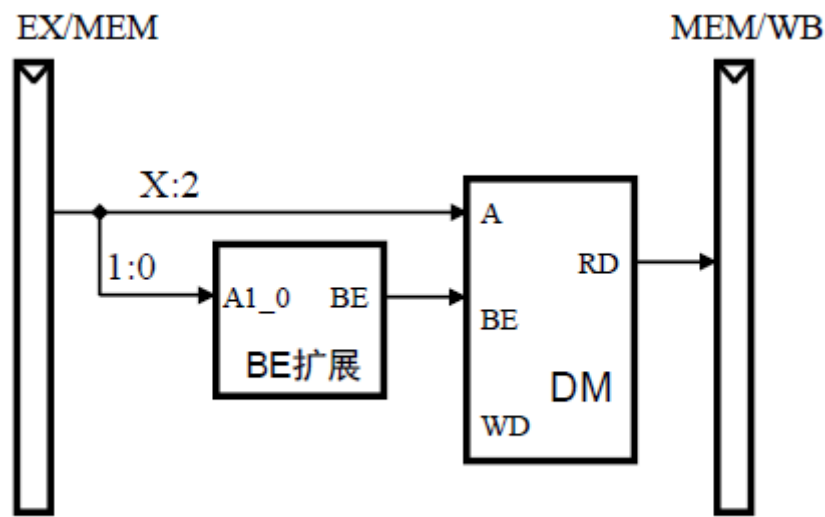 EX/MEM
MEM/WB
X:2
1:0
A1_0
BE
BE扩展
A
BE
WD
RD
DM